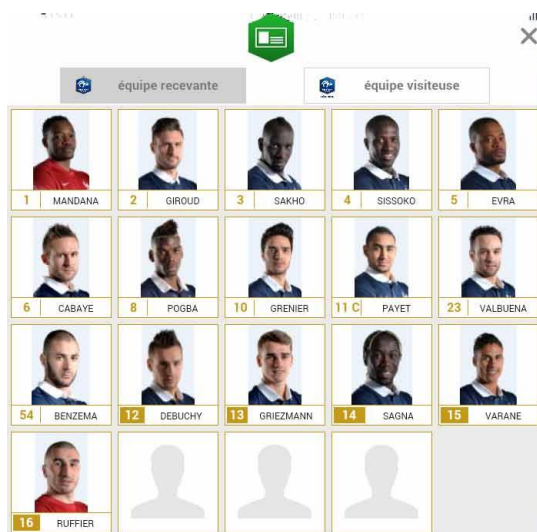 équipe recevante équipe visiteuse
1 MANDANA 2 GIROUD 3 SAKHO 4 SISSOKO 5 EVRA
6 CABAYE 8 POGBA 10 GRENIER 11 C PAYET 23 VALBUENA
54 BENZEMA 12 DEBUCHY 13 GRIEZMANN 14 SAGNA 15 VARANE
16 RUFFIER